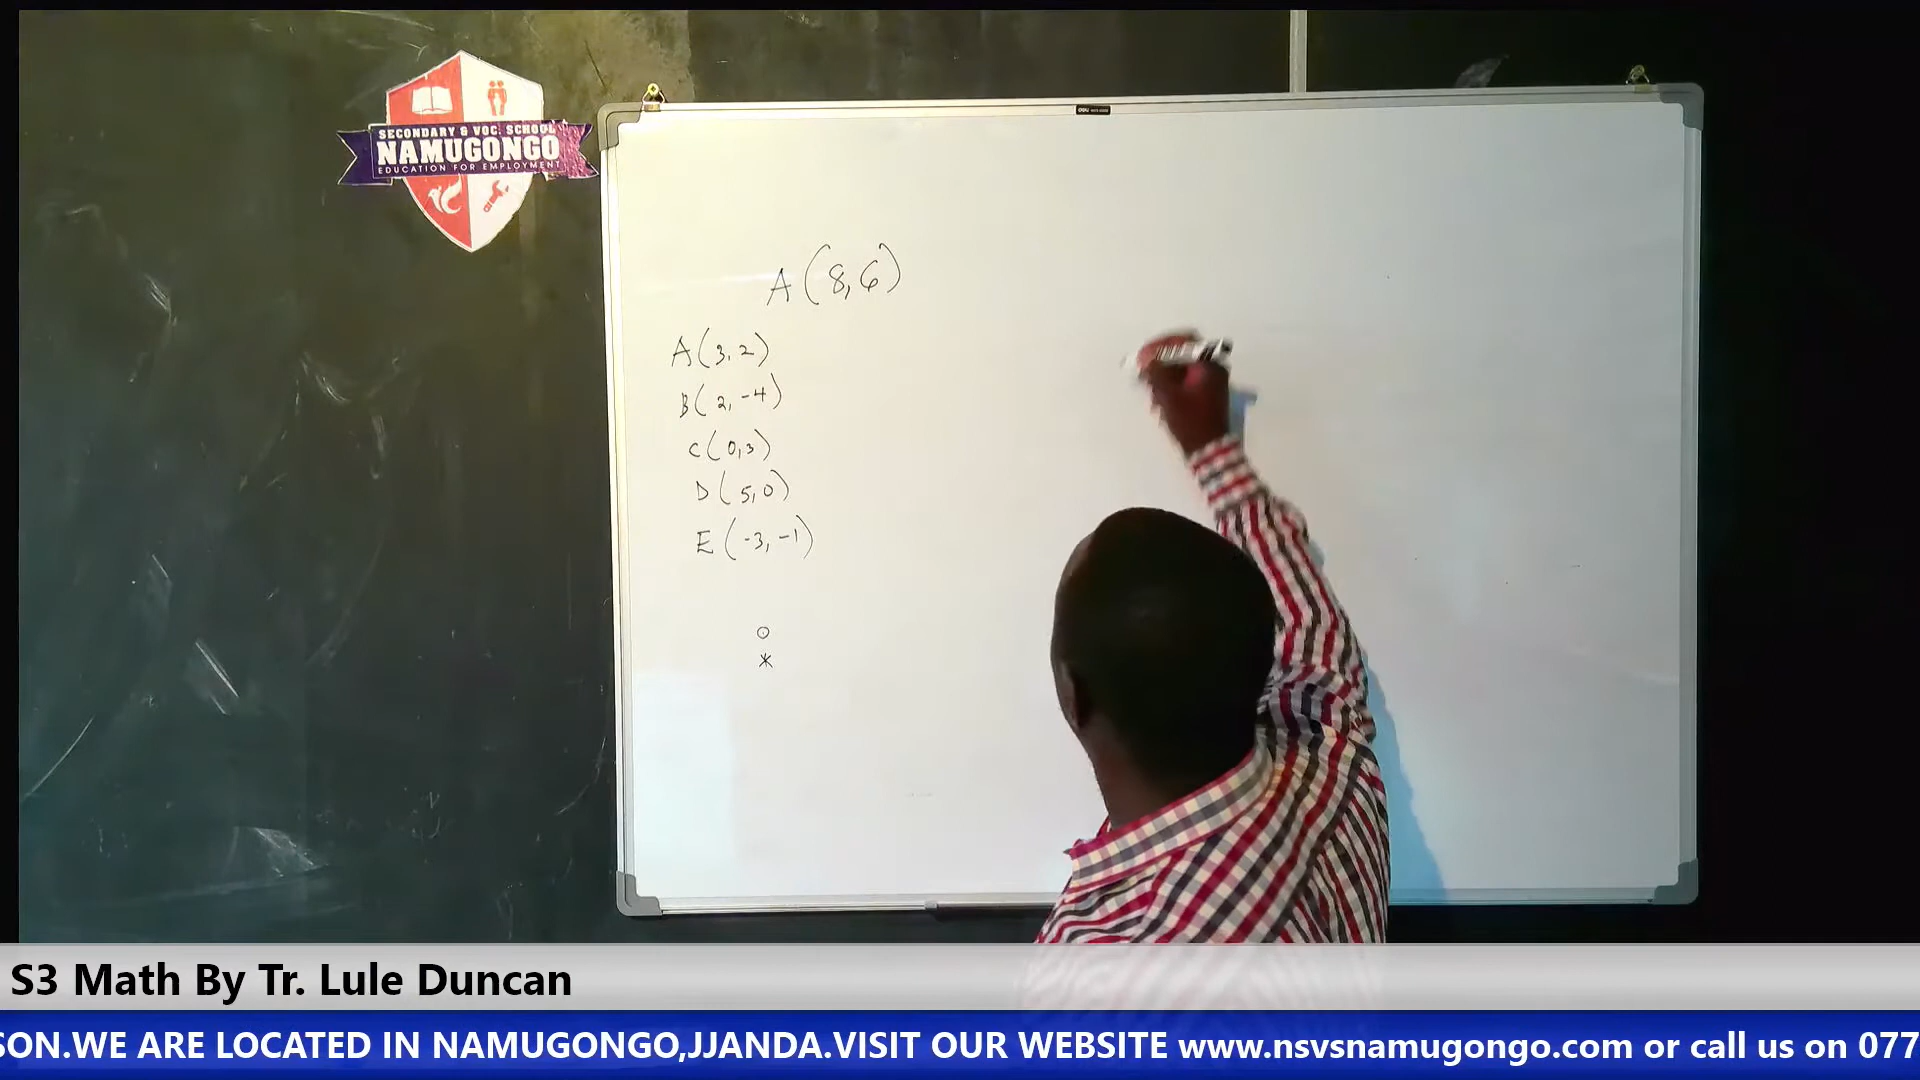 SECONDARY & VOC. SCHOOL
NAMUGONGO
EDUCATION FOR EMPLOYMENT
A (8,6)
A (3,2)
B (2,-4)
C (0,3)
D (5,0)
E (-3,-1)
S3 Math By Tr. Lule Duncan
SON.WE ARE LOCATED IN NAMUGONGO,JJANDA.VISIT OUR WEBSITE www.nsvsnamugongo.com or call us on 077